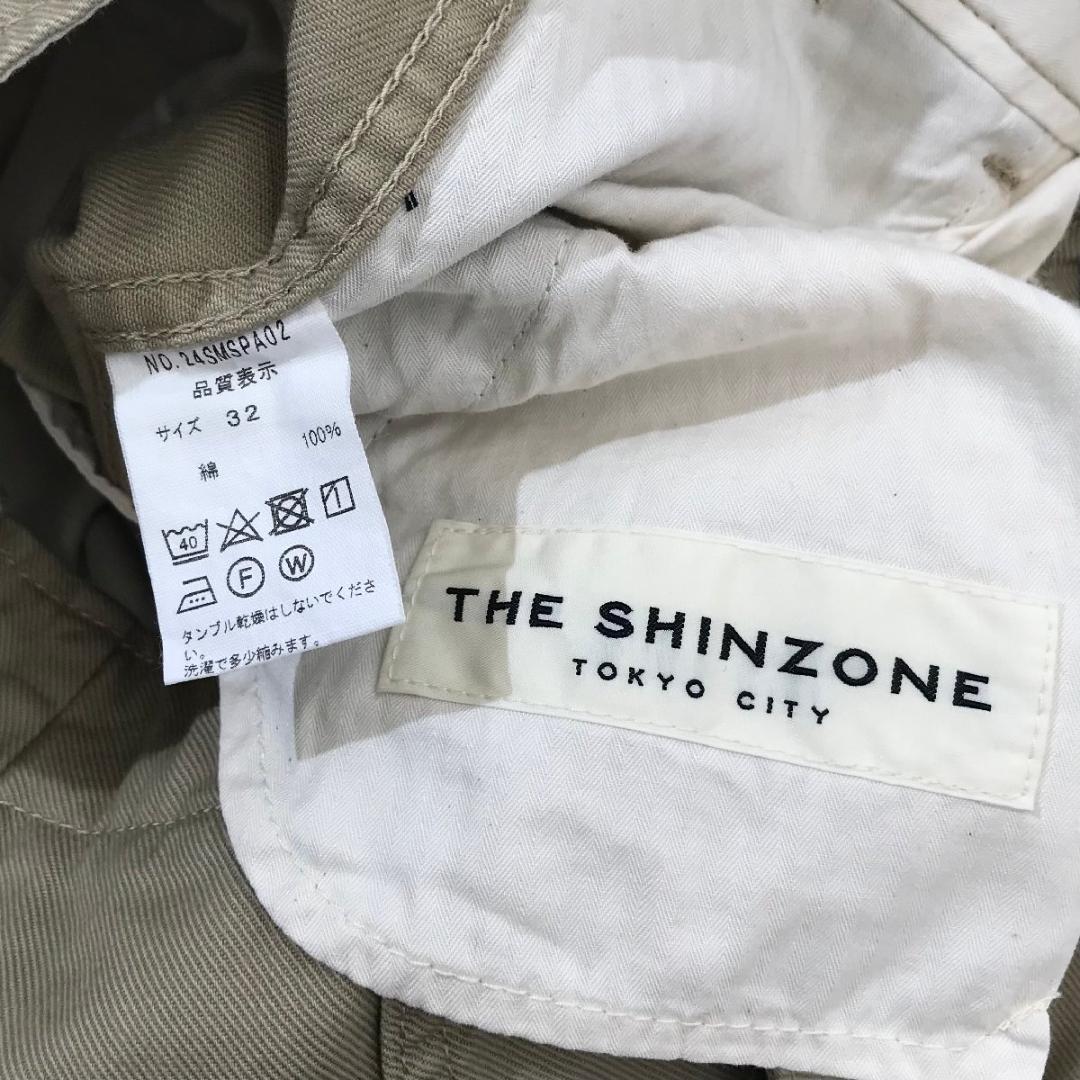 NO.24SMSPA02
品質表示
サイズ 32
綿 100%
40
F W
タンブル乾燥はしないでくださ
い。
洗濯で多少縮みます。
THE SHINZONE
TOKYO CITY